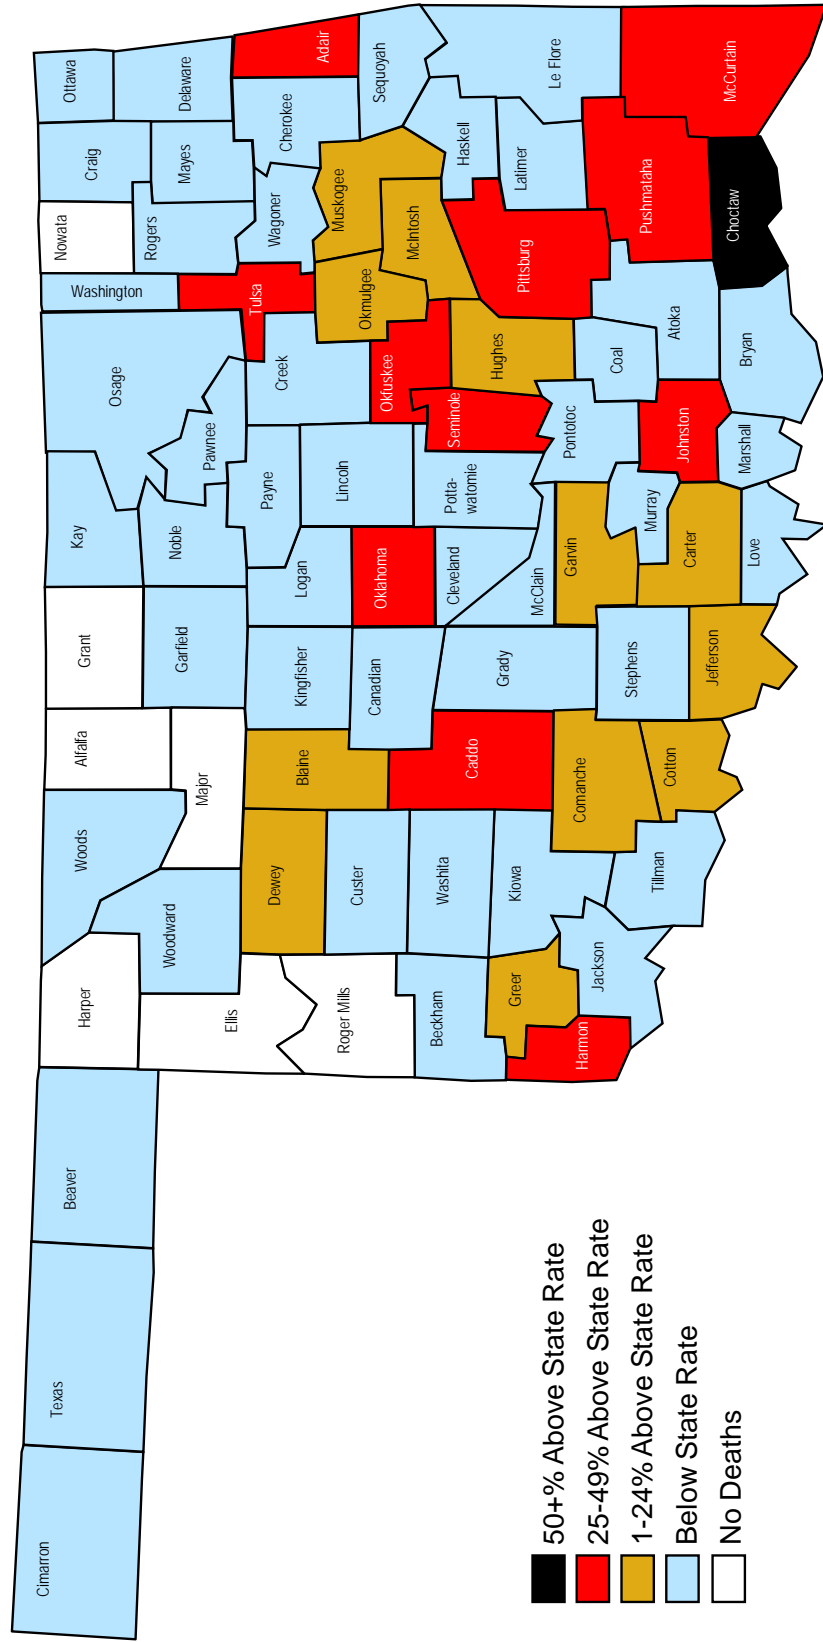 Cimarron
Texas
Beaver
Harper
Woods
Alfalfa
Grant
Kay
Osage
Washington
Nowata
Craig
Ottawa
Ellis
Woodward
Major
Garfield
Noble
Pawnee
Rogers
Mayes
Delaware
Roger Mills
Dewey
Blaine
Kingfisher
Logan
Payne
Creek
Tulsa
Wagoner
Cherokee
Adair
Custer
Canadian
Oklahoma
Lincoln
Okfuskee
Okmulgee
Muskogee
Sequoyah
Beckham
Washita
Caddo
Grady
Cleveland
McClain
Potta-
watomie
Seminole
Hughes
McIntosh
Haskell
Le Flore
Harmon
Greer
Kiowa
Comanche
Stephens
Garvin
Pontotoc
Coal
Pittsburg
Latimer
Jackson
Tillman
Cotton
Jefferson
Carter
Murray
Johnston
Atoka
Pushmataha
McCurtain
Love
Marshall
Bryan
Choctaw
50+% Above State Rate
25-49% Above State Rate
1-24% Above State Rate
Below State Rate
No Deaths